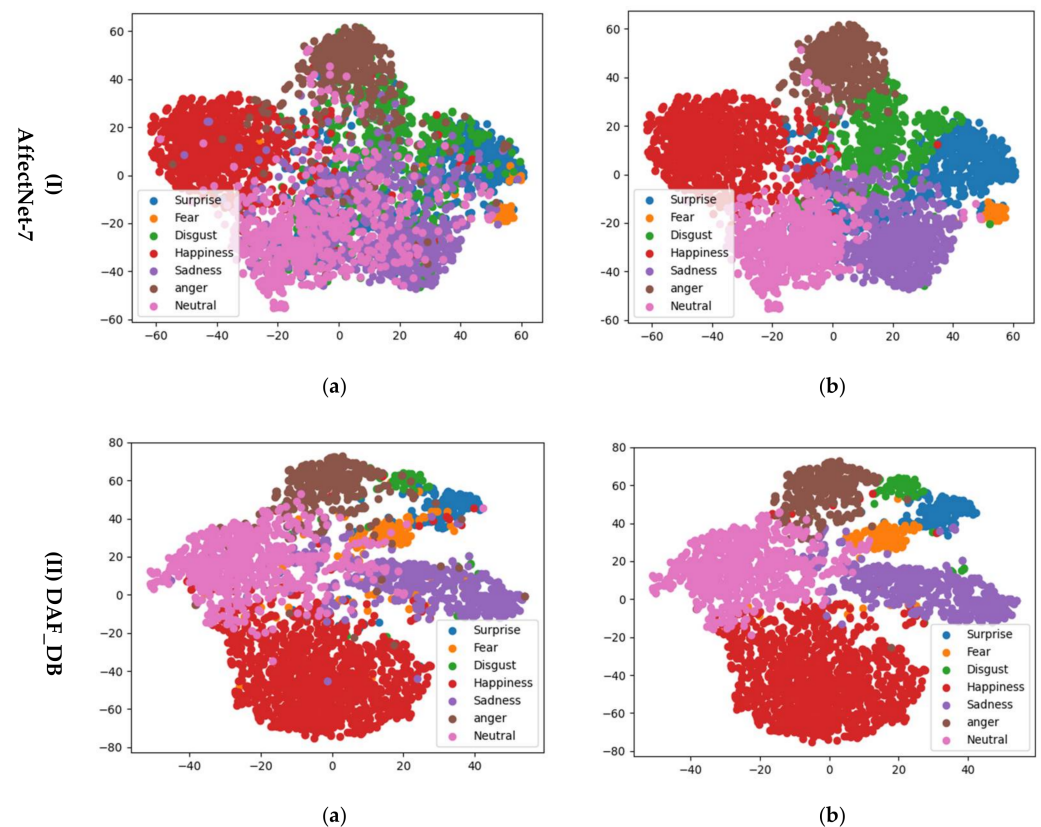 (I)
AffectNet-7
60
40
20
0
−20
−40
−60
Surprise
Fear
Disgust
Happiness
Sadness
anger
Neutral
−60 −40 −20 0 20 40 60
(a)
60
40
20
0
−20
−40
−60
Surprise
Fear
Disgust
Happiness
Sadness
anger
Neutral
−60 −40 −20 0 20 40 60
(b)
(II) DAF_DB
80
60
40
20
0
−20
−40
−60
−80
Surprise
Fear
Disgust
Happiness
Sadness
anger
Neutral
−40 −20 0 20 40
(a)
80
60
40
20
0
−20
−40
−60
−80
Surprise
Fear
Disgust
Happiness
Sadness
anger
Neutral
−40 −20 0 20 40
(b)